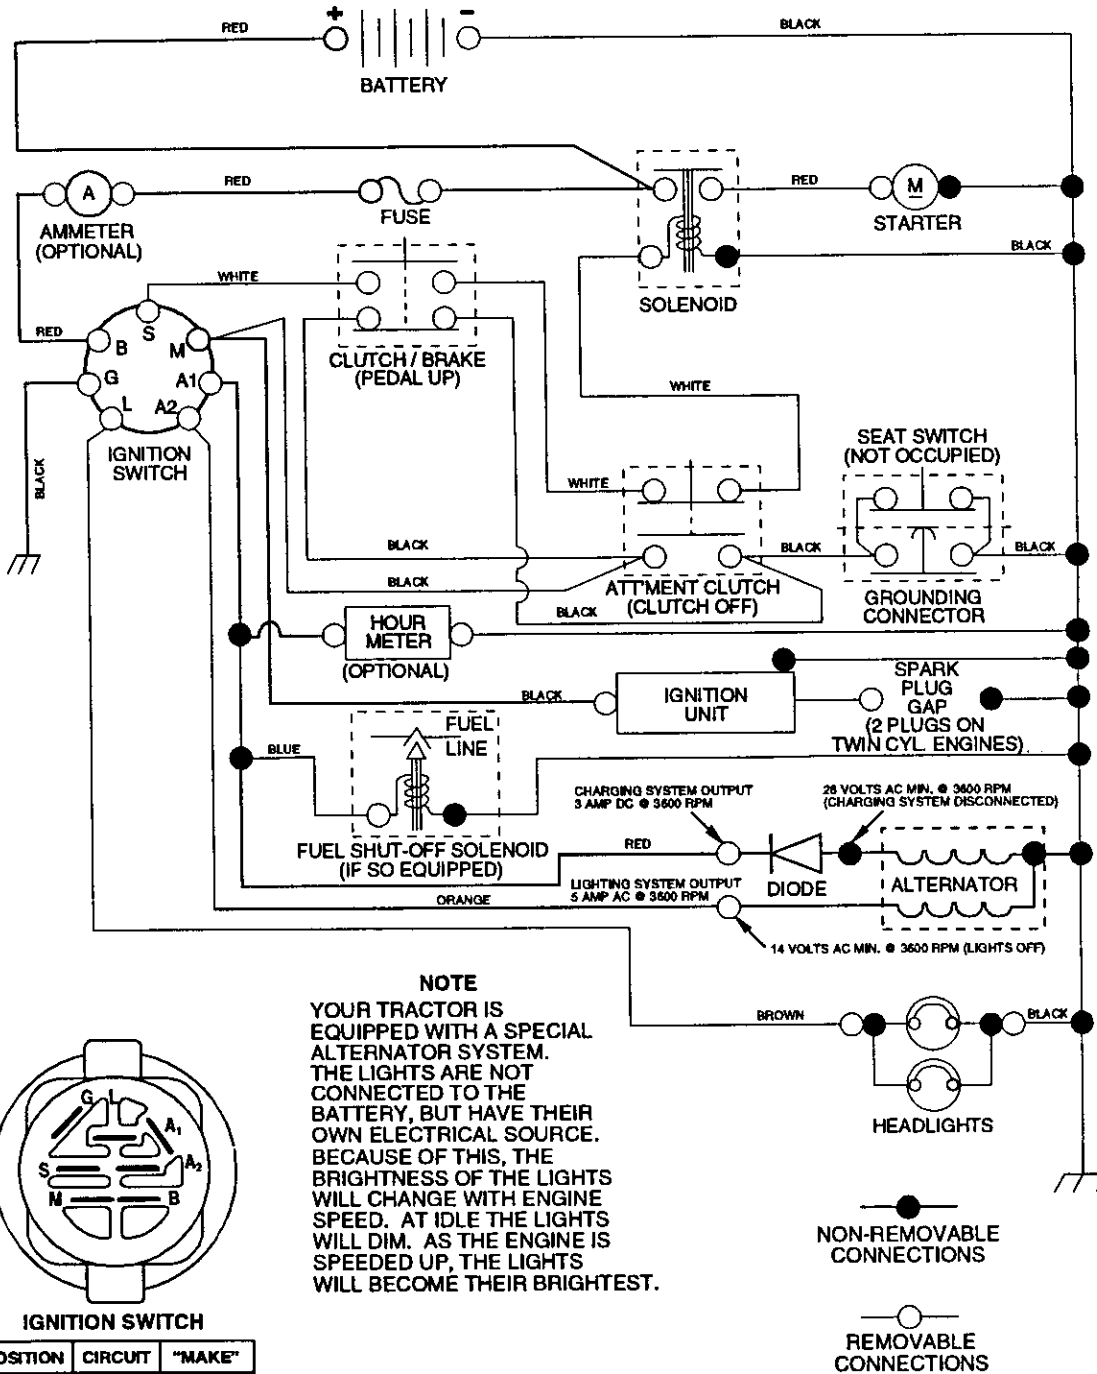 +
-
RED
BLACK
BATTERY
A
RED
FUSE
RED
M
STARTER
AMMETER
(OPTIONAL)
BLACK
WHITE
SOLENOID
RED
S
B
M
CLUTCH / BRAKE
(PEDAL UP)
G
A1
WHITE
L
A2
IGNITION
SWITCH
SEAT SWITCH
(NOT OCCUPIED)
BLACK
WHITE
BLACK
BLACK
BLACK
BLACK
ATT'MENT CLUTCH
(CLUTCH OFF)
GROUNDING
CONNECTOR
BLACK
HOUR
METER
(OPTIONAL)
BLACK
IGNITION
UNIT
SPARK
PLUG
GAP
(2 PLUGS ON
TWIN CYL. ENGINES)
FUEL
LINE
BLUE
FUEL SHUT-OFF SOLENOID
(IF SO EQUIPPED)
CHARGING SYSTEM OUTPUT
3 AMP DC @ 3600 RPM
28 VOLTS AC MIN. @ 3600 RPM
(CHARGING SYSTEM DISCONNECTED)
RED
DIODE
ALTERNATOR
LIGHTING SYSTEM OUTPUT
5 AMP AC @ 3600 RPM
ORANGE
14 VOLTS AC MIN. @ 3600 RPM (LIGHTS OFF)
BROWN
BLACK
HEADLIGHTS
NOTE
YOUR TRACTOR IS
EQUIPPED WITH A SPECIAL
ALTERNATOR SYSTEM.
THE LIGHTS ARE NOT
CONNECTED TO THE
BATTERY, BUT HAVE THEIR
OWN ELECTRICAL SOURCE.
BECAUSE OF THIS, THE
BRIGHTNESS OF THE LIGHTS
WILL CHANGE WITH ENGINE
SPEED. AT IDLE THE LIGHTS
WILL DIM. AS THE ENGINE IS
SPEEDED UP, THE LIGHTS
WILL BECOME THEIR BRIGHTEST.
G L
A1
S
A2
M
B
IGNITION SWITCH
OSITION CIRCUIT "MAKE"
NON-REMOVABLE
CONNECTIONS
REMOVABLE
CONNECTIONS